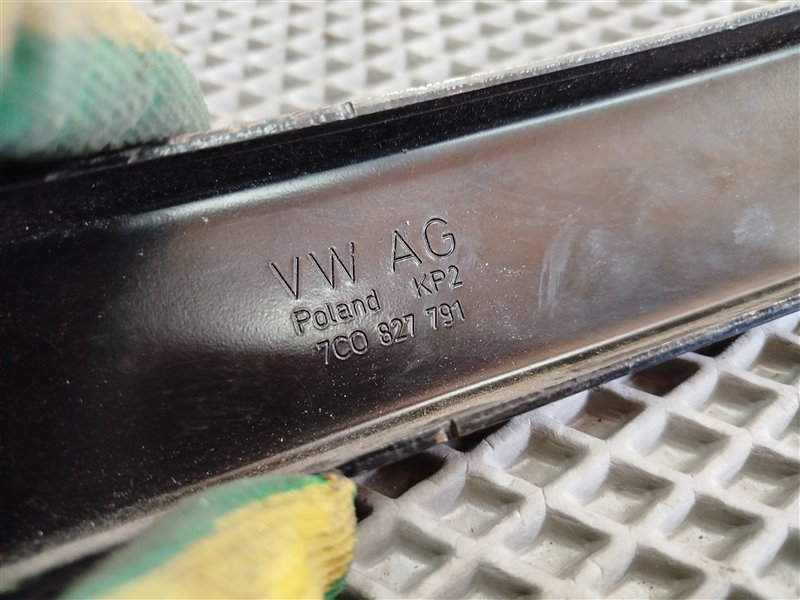 VW AG
Poland KP2
7C0 827 791